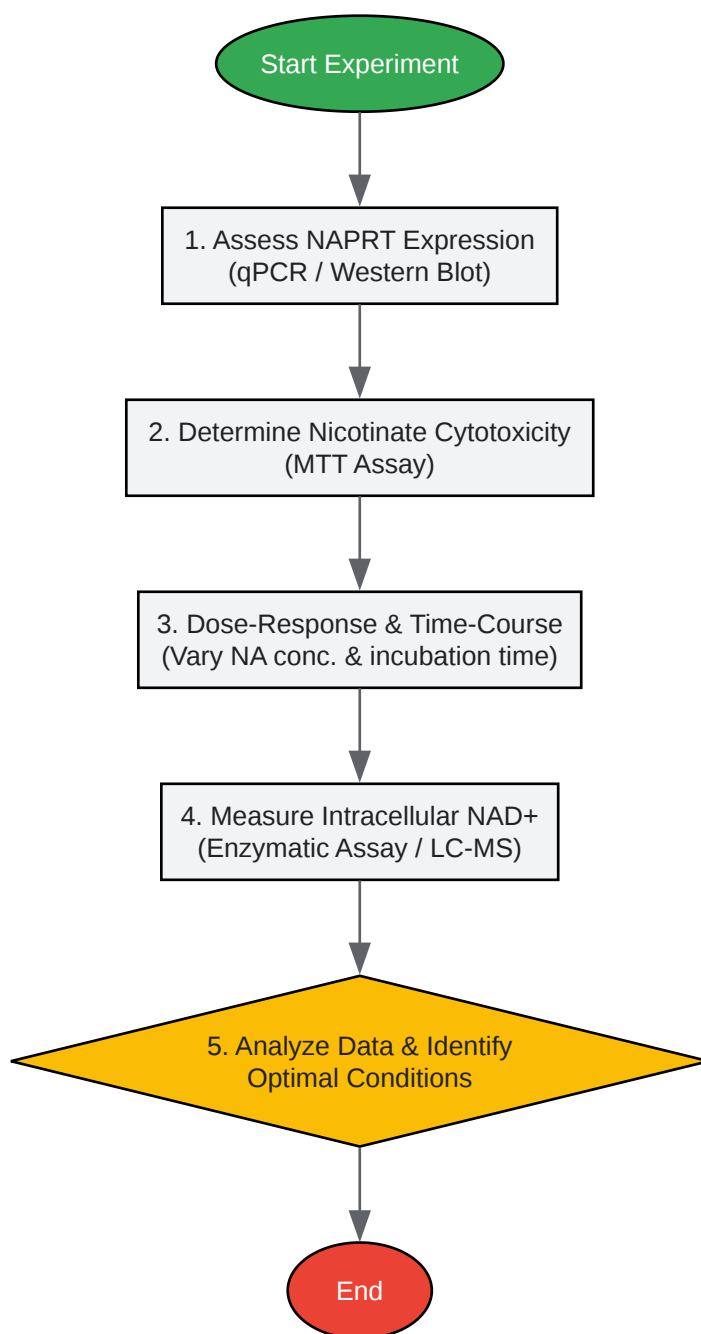 Start Experiment
1. Assess NAPRT Expression
(qPCR / Western Blot)
2. Determine Nicotinate Cytotoxicity
(MTT Assay)
3. Dose-Response & Time-Course
(Vary NA conc. & incubation time)
4. Measure Intracellular NAD+
(Enzymatic Assay / LC-MS)
5. Analyze Data & Identify
Optimal Conditions
End